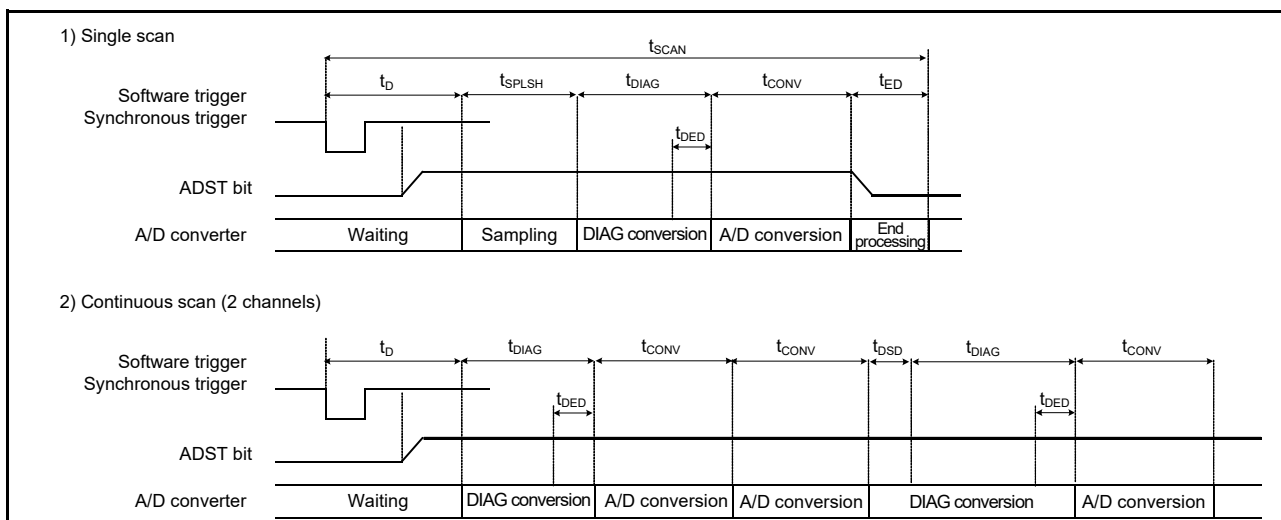 1) Single scan
tSCAN
tD tSPLSH tDIAG tCONV tED
Software trigger
Synchronous trigger
tDED
ADST bit
A/D converter Waiting Sampling DIAG conversion A/D conversion End processing
2) Continuous scan (2 channels)
tD tDIAG tCONV tCONV tDSD tDIAG tCONV
Software trigger
Synchronous trigger
tDED tDED
ADST bit
A/D converter Waiting DIAG conversion A/D conversion A/D conversion DIAG conversion A/D conversion